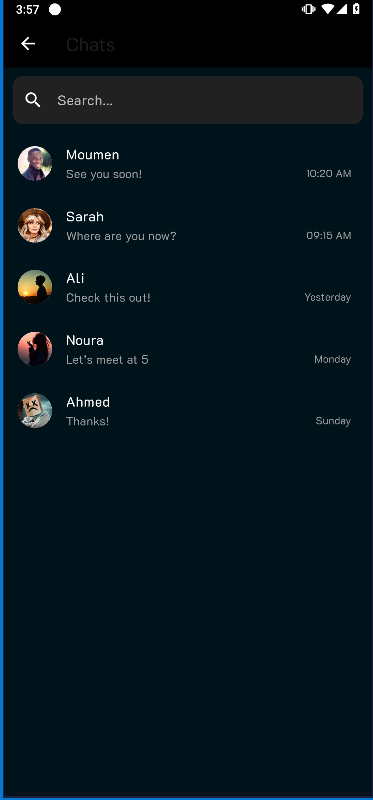 3:57
Chats
Search...
Moumen
See you soon!
10:20 AM
Sarah
Where are you now?
09:15 AM
Ali
Check this out!
Yesterday
Noura
Let's meet at 5
Monday
Ahmed
Thanks!
Sunday